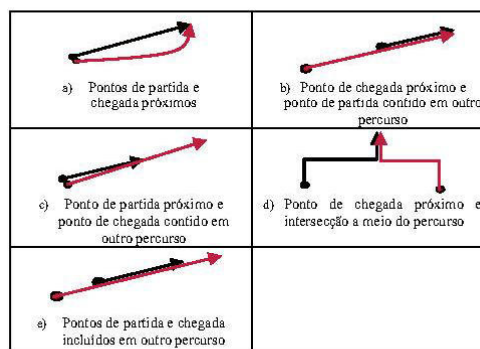 a) Pontos de partida e
chegada próximos
b) Ponto de chegada próximo e
ponto de partida contido em outro
percurso
c) Ponto de partida próximo e
ponto de chegada contido em
outro percurso
d) Ponto de chegada próximo e
intersecção a meio do percurso
e) Pontos de partida e chegada
incluídos em outro percurso